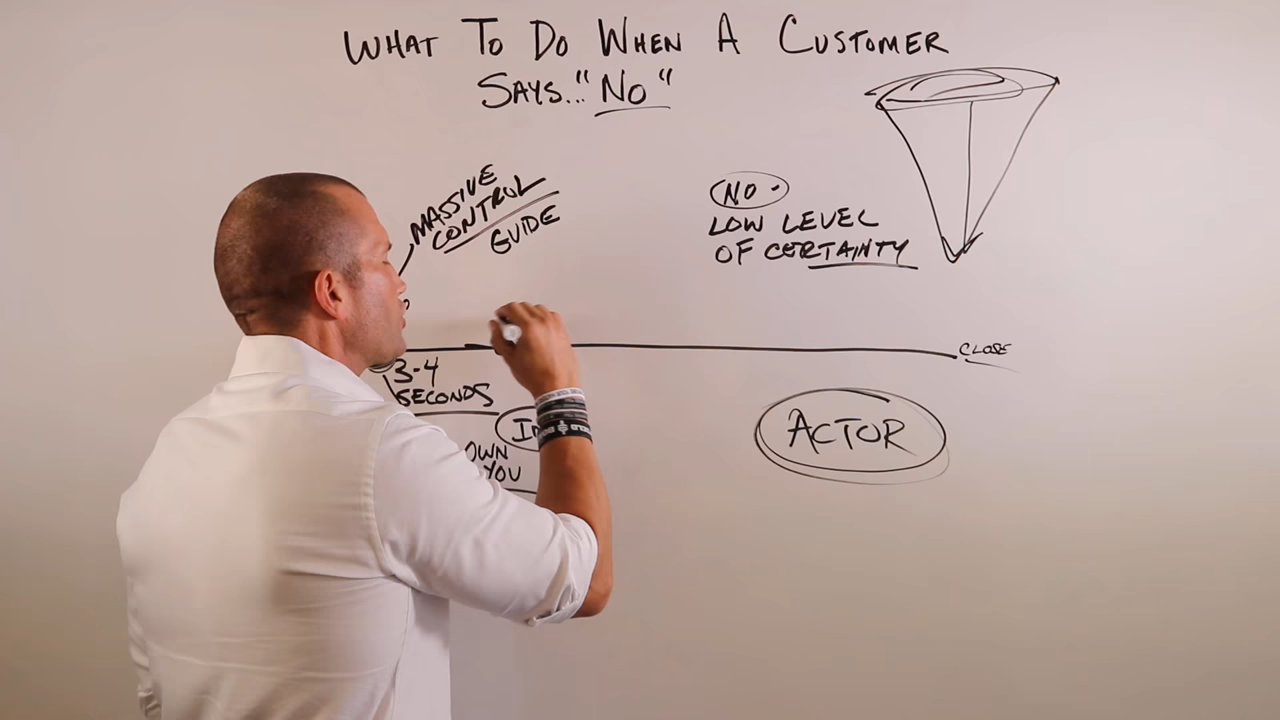 WHAT TO DO WHEN A CUSTOMER
SAYS... "NO"
MASSIVE
CONTROL
GUIDE
NO
LOW LEVEL
OF CERTAINTY
CLOSE
3-4
SECONDS
OWN
YOU
ACTOR